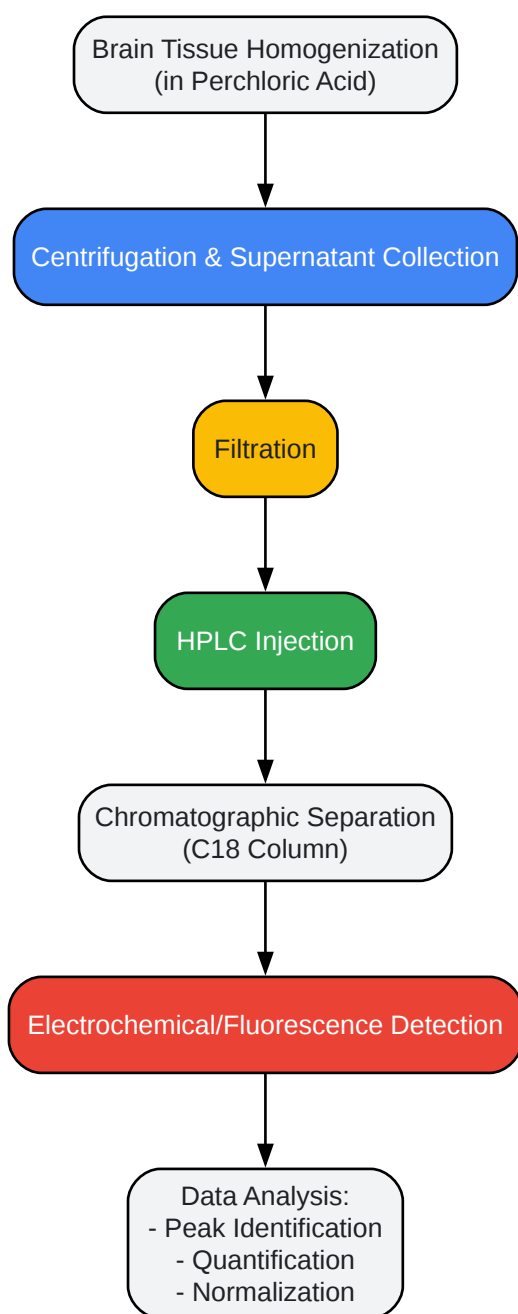 Brain Tissue Homogenization
(in Perchloric Acid)
Centrifugation & Supernatant Collection
Filtration
HPLC Injection
Chromatographic Separation
(C18 Column)
Electrochemical/Fluorescence Detection
Data Analysis:
- Peak Identification
- Quantification
- Normalization